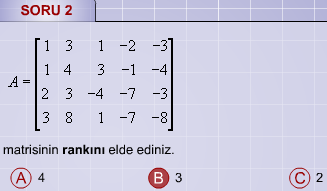 SORU 2
A = [ 1 3 1 -2 -3
1 4 3 -1 -4
2 3 -4 -7 -3
3 8 1 -7 -8 ]
matrisinin rankını elde ediniz.
A 4 B 3 C 2